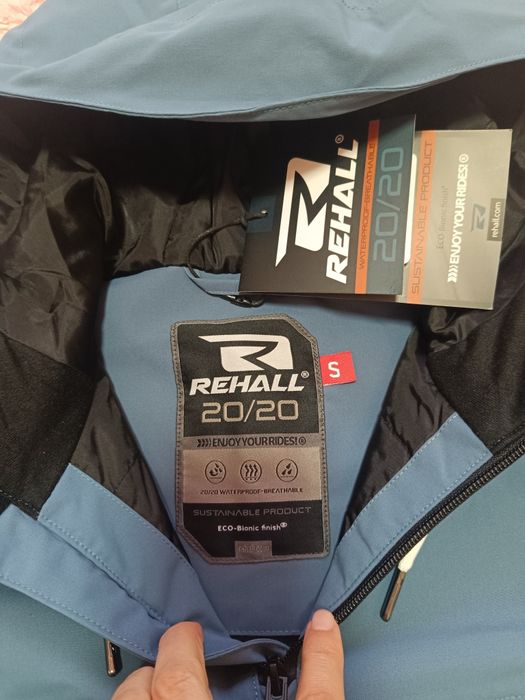 REHALL®
WATERPROOF-BREATHABLE
20/20
SUSTAINABLE PRODUCT
ECO-Bionic finish®
»»» ENJOY YOUR RIDES! ®
rehall.com
REHALL®
20/20
»»» ENJOY YOUR RIDES! ®
20/20 WATERPROOF-BREATHABLE
SUSTAINABLE PRODUCT
ECO-Bionic finish®
S